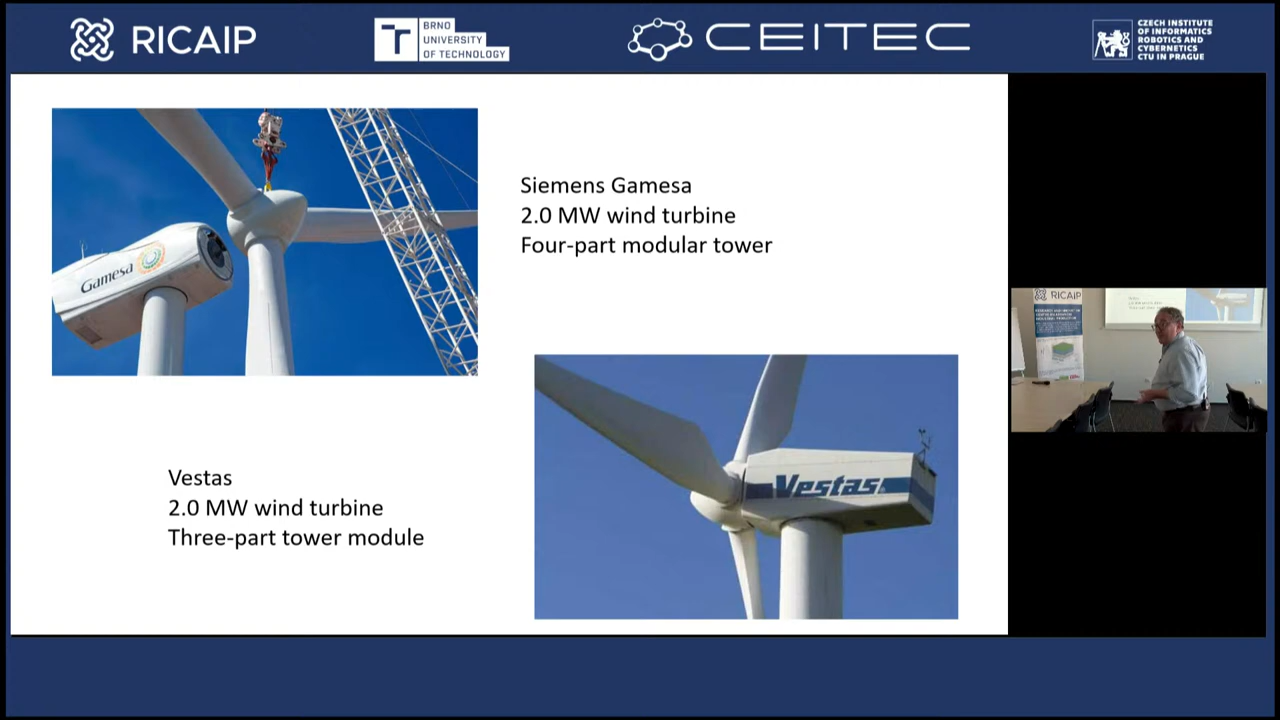 RICAIP
BRNO
UNIVERSITY
OF TECHNOLOGY
CEITEC
CZECH INSTITUTE
OF INFORMATICS
ROBOTICS AND
CYBERNETICS
CTU IN PRAGUE
Gamesa
Siemens Gamesa
2.0 MW wind turbine
Four-part modular tower
RICAIP
Vestas
2.0 MW wind turbine
Three-part tower module
Vestas